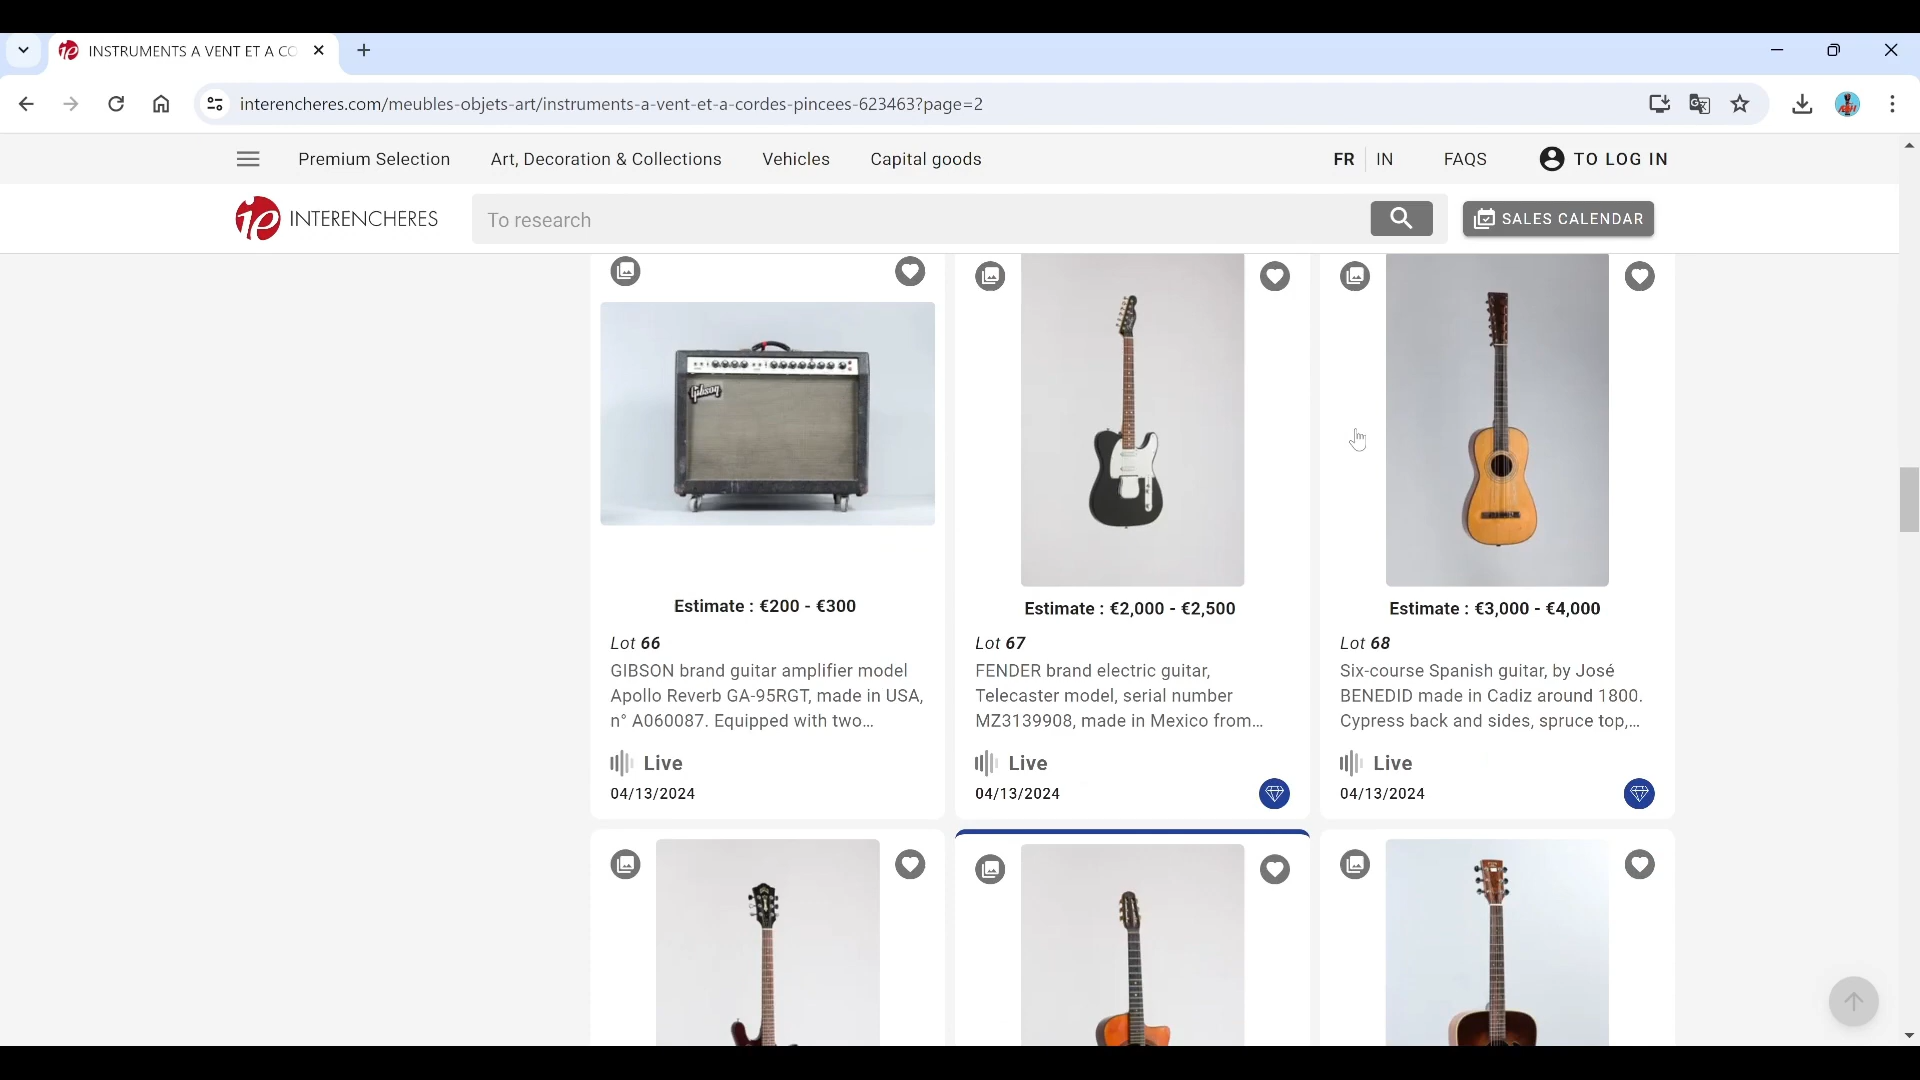 INSTRUMENTS A VENT ET A CO
interencheres.com/meubles-objets-art/instruments-a-vent-et-a-cordes-pincees-623463?page=2
Premium Selection Art, Decoration & Collections Vehicles Capital goods FR IN FAQS TO LOG IN
INTERENCHERES To research SALES CALENDAR
Gibson
Estimate : €200 - €300
Lot 66
GIBSON brand guitar amplifier model
Apollo Reverb GA-95RGT, made in USA,
n° A060087. Equipped with two...
Live
04/13/2024
Estimate : €2,000 - €2,500
Lot 67
FENDER brand electric guitar,
Telecaster model, serial number
MZ3139908, made in Mexico from...
Live
04/13/2024
Estimate : €3,000 - €4,000
Lot 68
Six-course Spanish guitar, by José
BENEDID made in Cadiz around 1800.
Cypress back and sides, spruce top,...
Live
04/13/2024